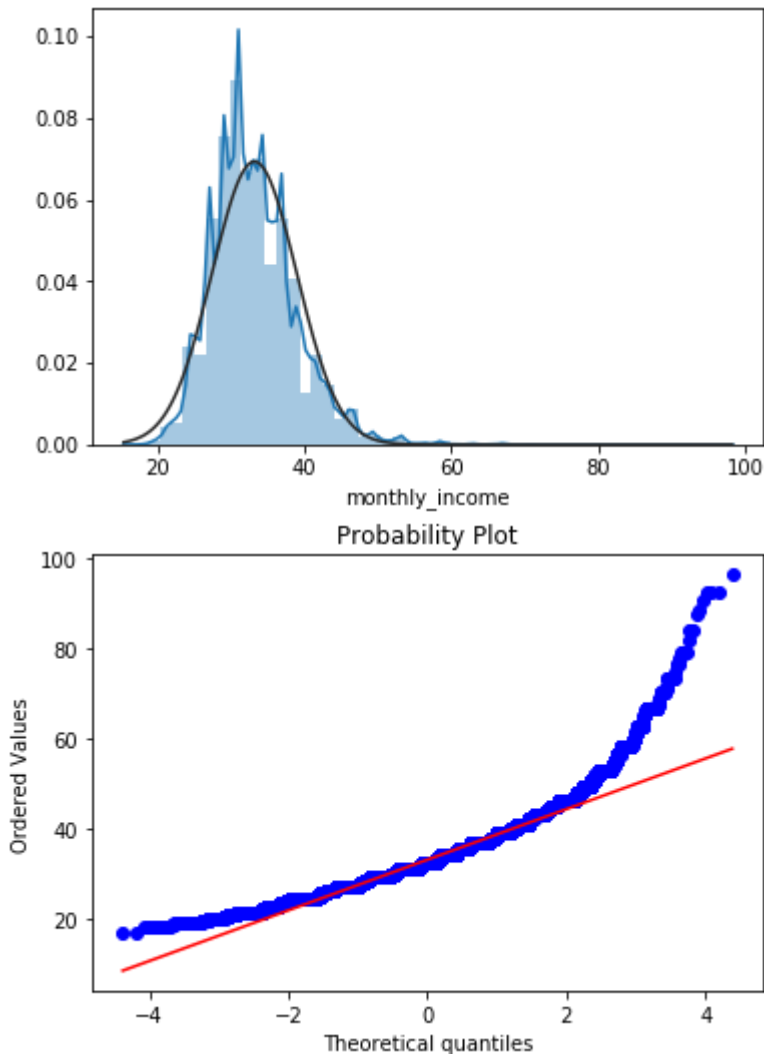 0.10
0.08
0.06
0.04
0.02
0.00
20 40 60 80 100
monthly_income
Probability Plot
100
80
60
40
20
Ordered Values
−4 −2 0 2 4
Theoretical quantiles